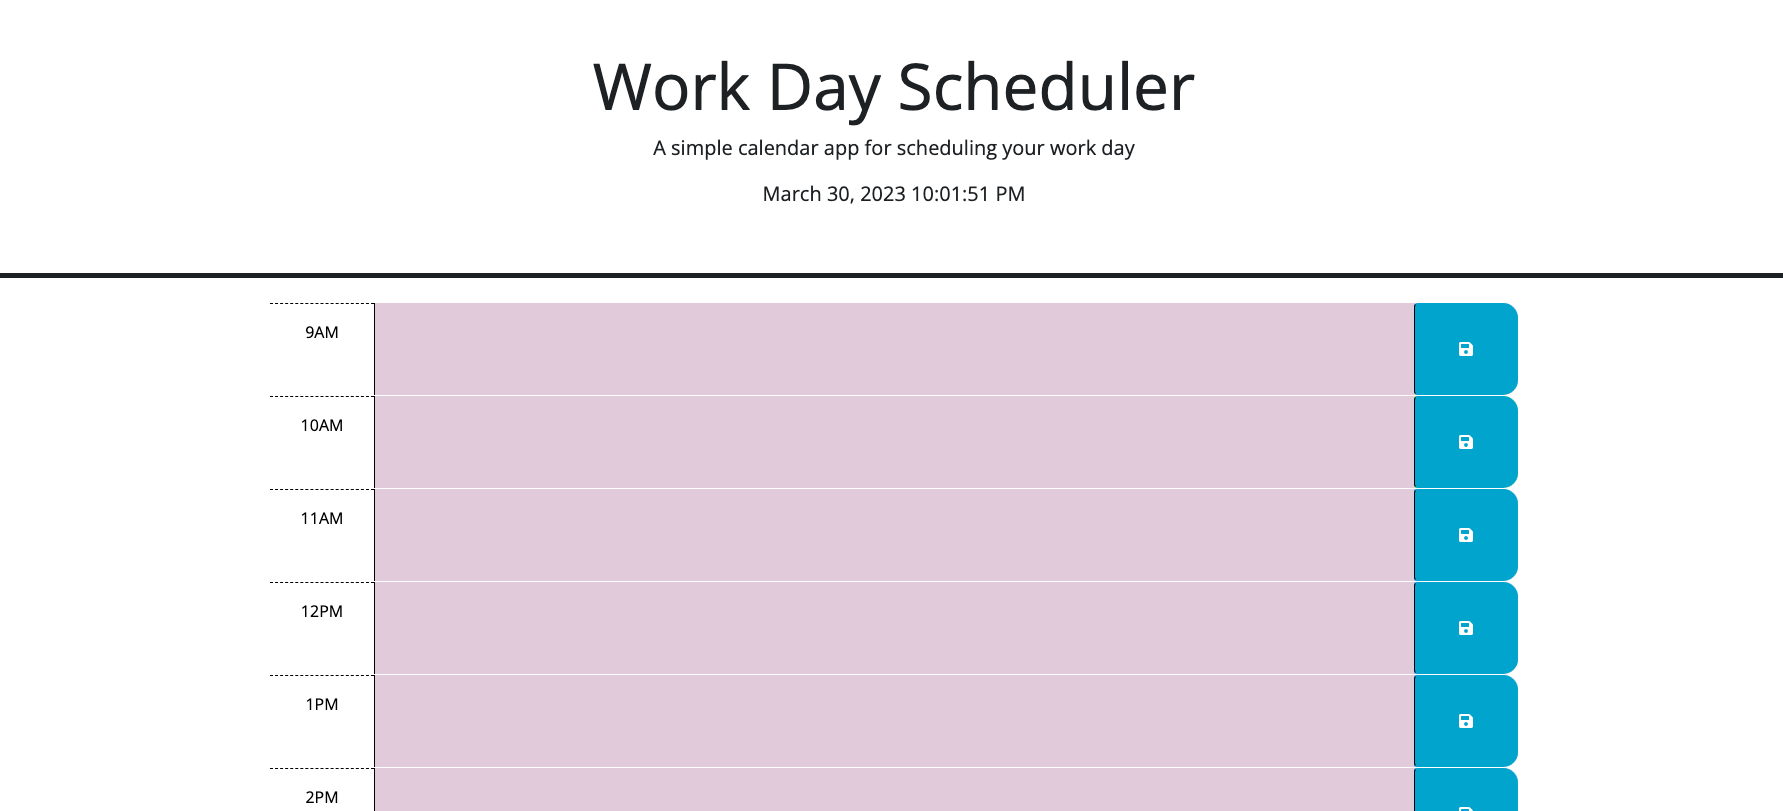 Work Day Scheduler
A simple calendar app for scheduling your work day
March 30, 2023 10:01:51 PM
9AM
10AM
11AM
12PM
1PM
2PM